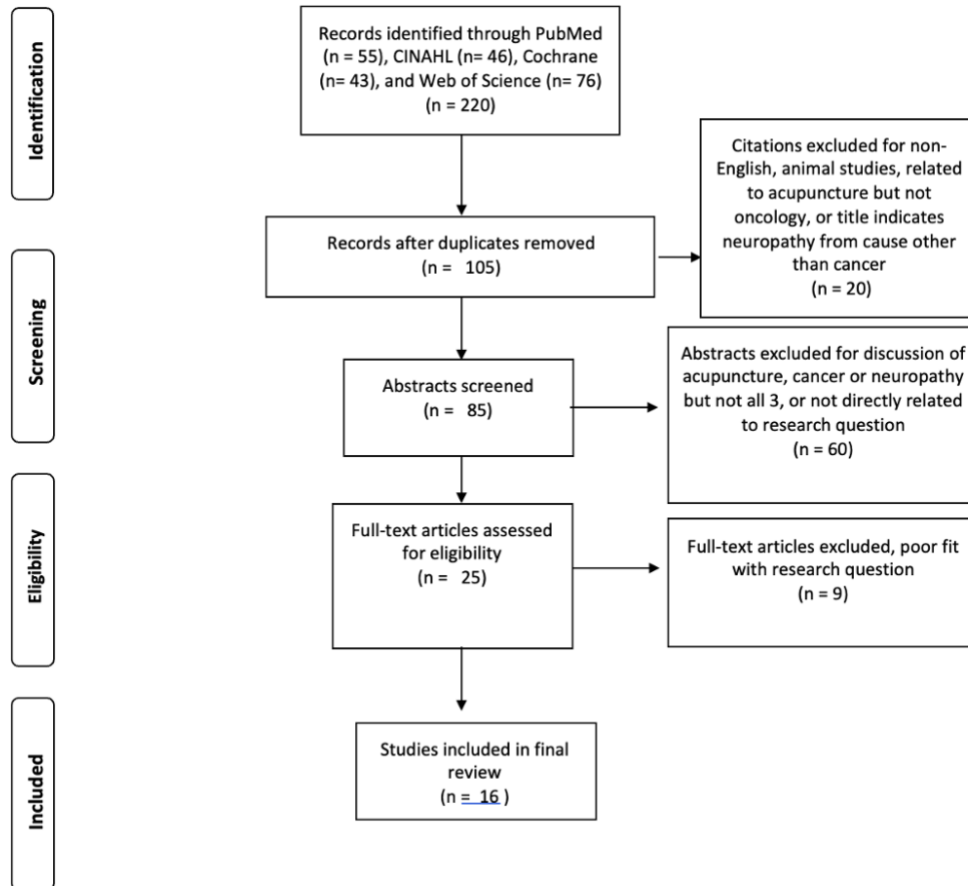 Identification
Records identified through PubMed
(n = 55), CINAHL (n= 46), Cochrane
(n= 43), and Web of Science (n= 76)
(n = 220)
Citations excluded for non-
English, animal studies, related
to acupuncture but not
oncology, or title indicates
neuropathy from cause other
than cancer
(n = 20)
Records after duplicates removed
(n = 105)
Screening
Abstracts screened
(n = 85)
Abstracts excluded for discussion of
acupuncture, cancer or neuropathy
but not all 3, or not directly related
to research question
(n = 60)
Eligibility
Full-text articles assessed
for eligibility
(n = 25)
Full-text articles excluded, poor fit
with research question
(n = 9)
Included
Studies included in final
review
(n = 16 )